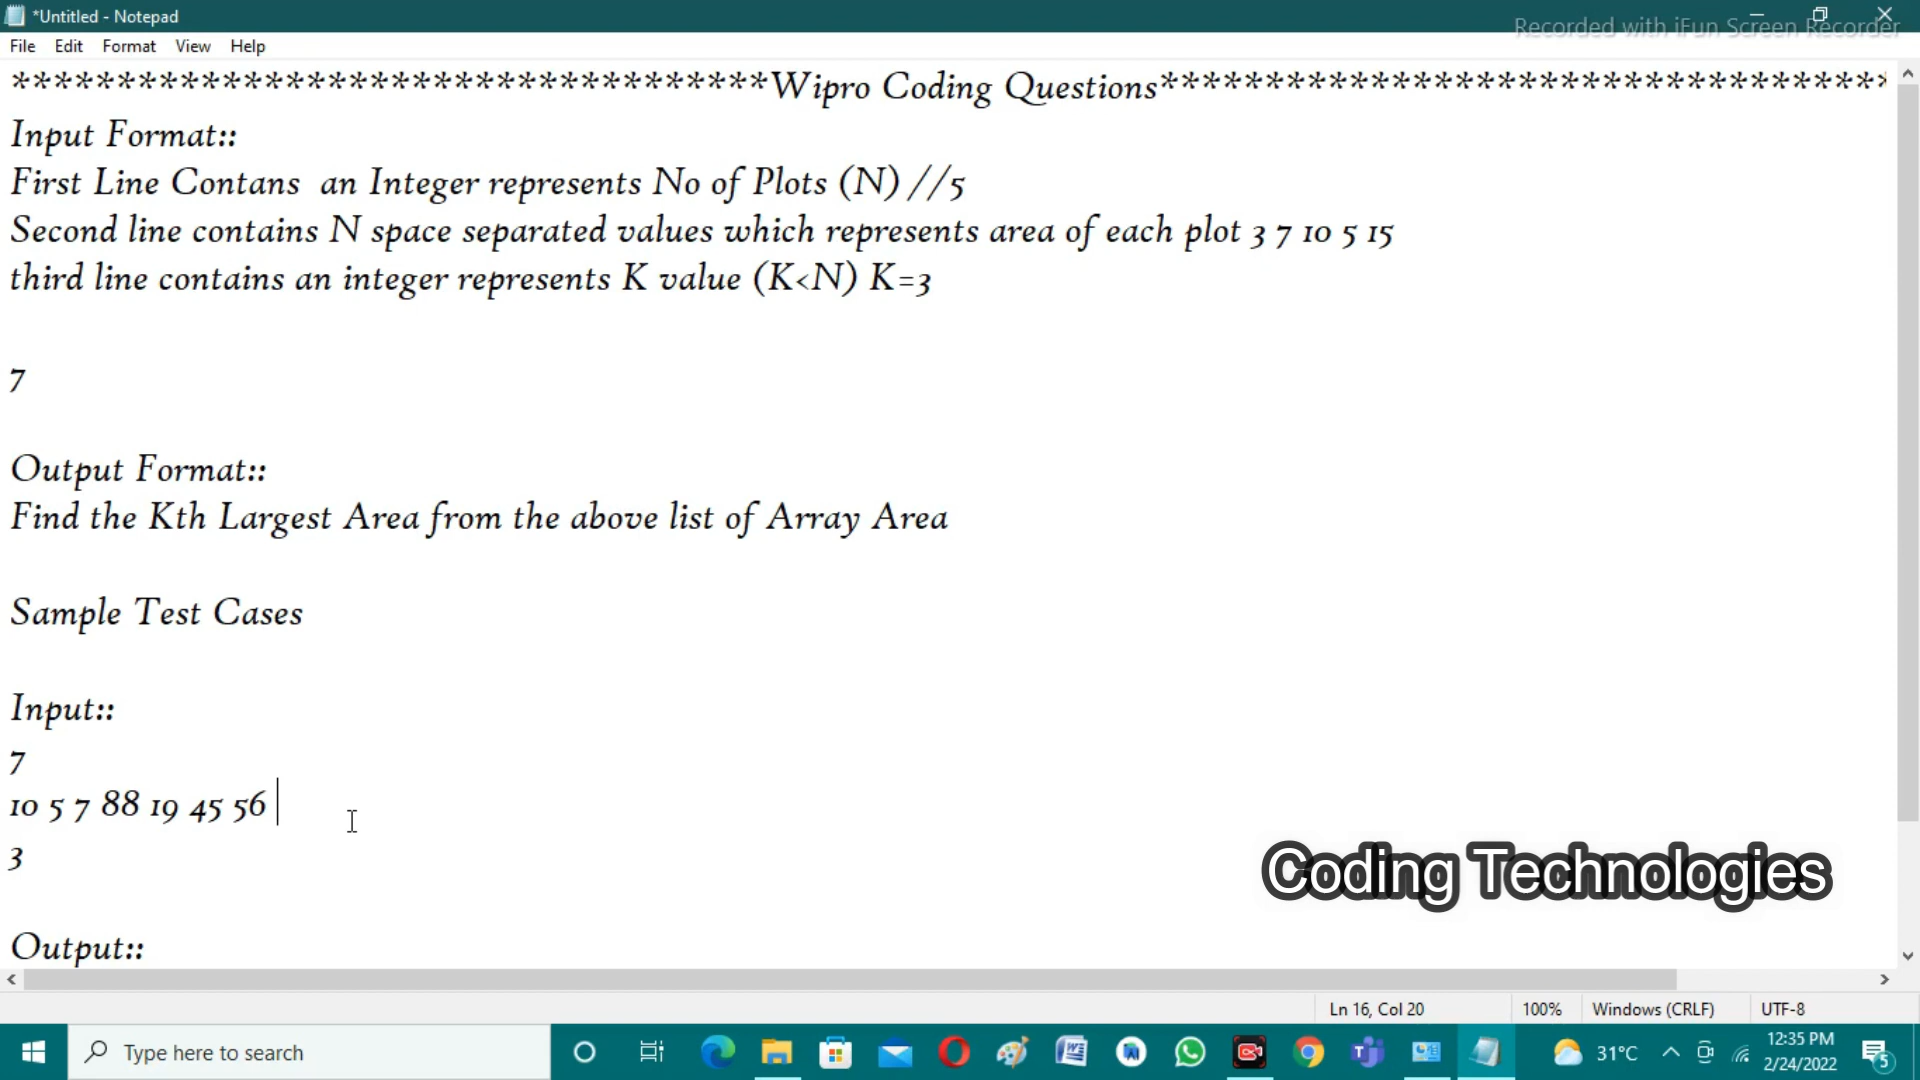 *Untitled - Notepad
Recorded with iFun Screen Recorder
File Edit Format View Help
************************************Wipro Coding Questions***********************************
Input Format::
First Line Contans an Integer represents No of Plots (N) //5
Second line contains N space separated values which represents area of each plot 3 7 10 5 15
third line contains an integer represents K value (K<N) K=3
7
Output Format::
Find the Kth Largest Area from the above list of Array Area
Sample Test Cases
Input::
7
10 5 7 88 19 45 56
3
Coding Technologies
Output::
Ln 16, Col 20 100% Windows (CRLF) UTF-8
Type here to search
31°C
12:35 PM
2/24/2022
5